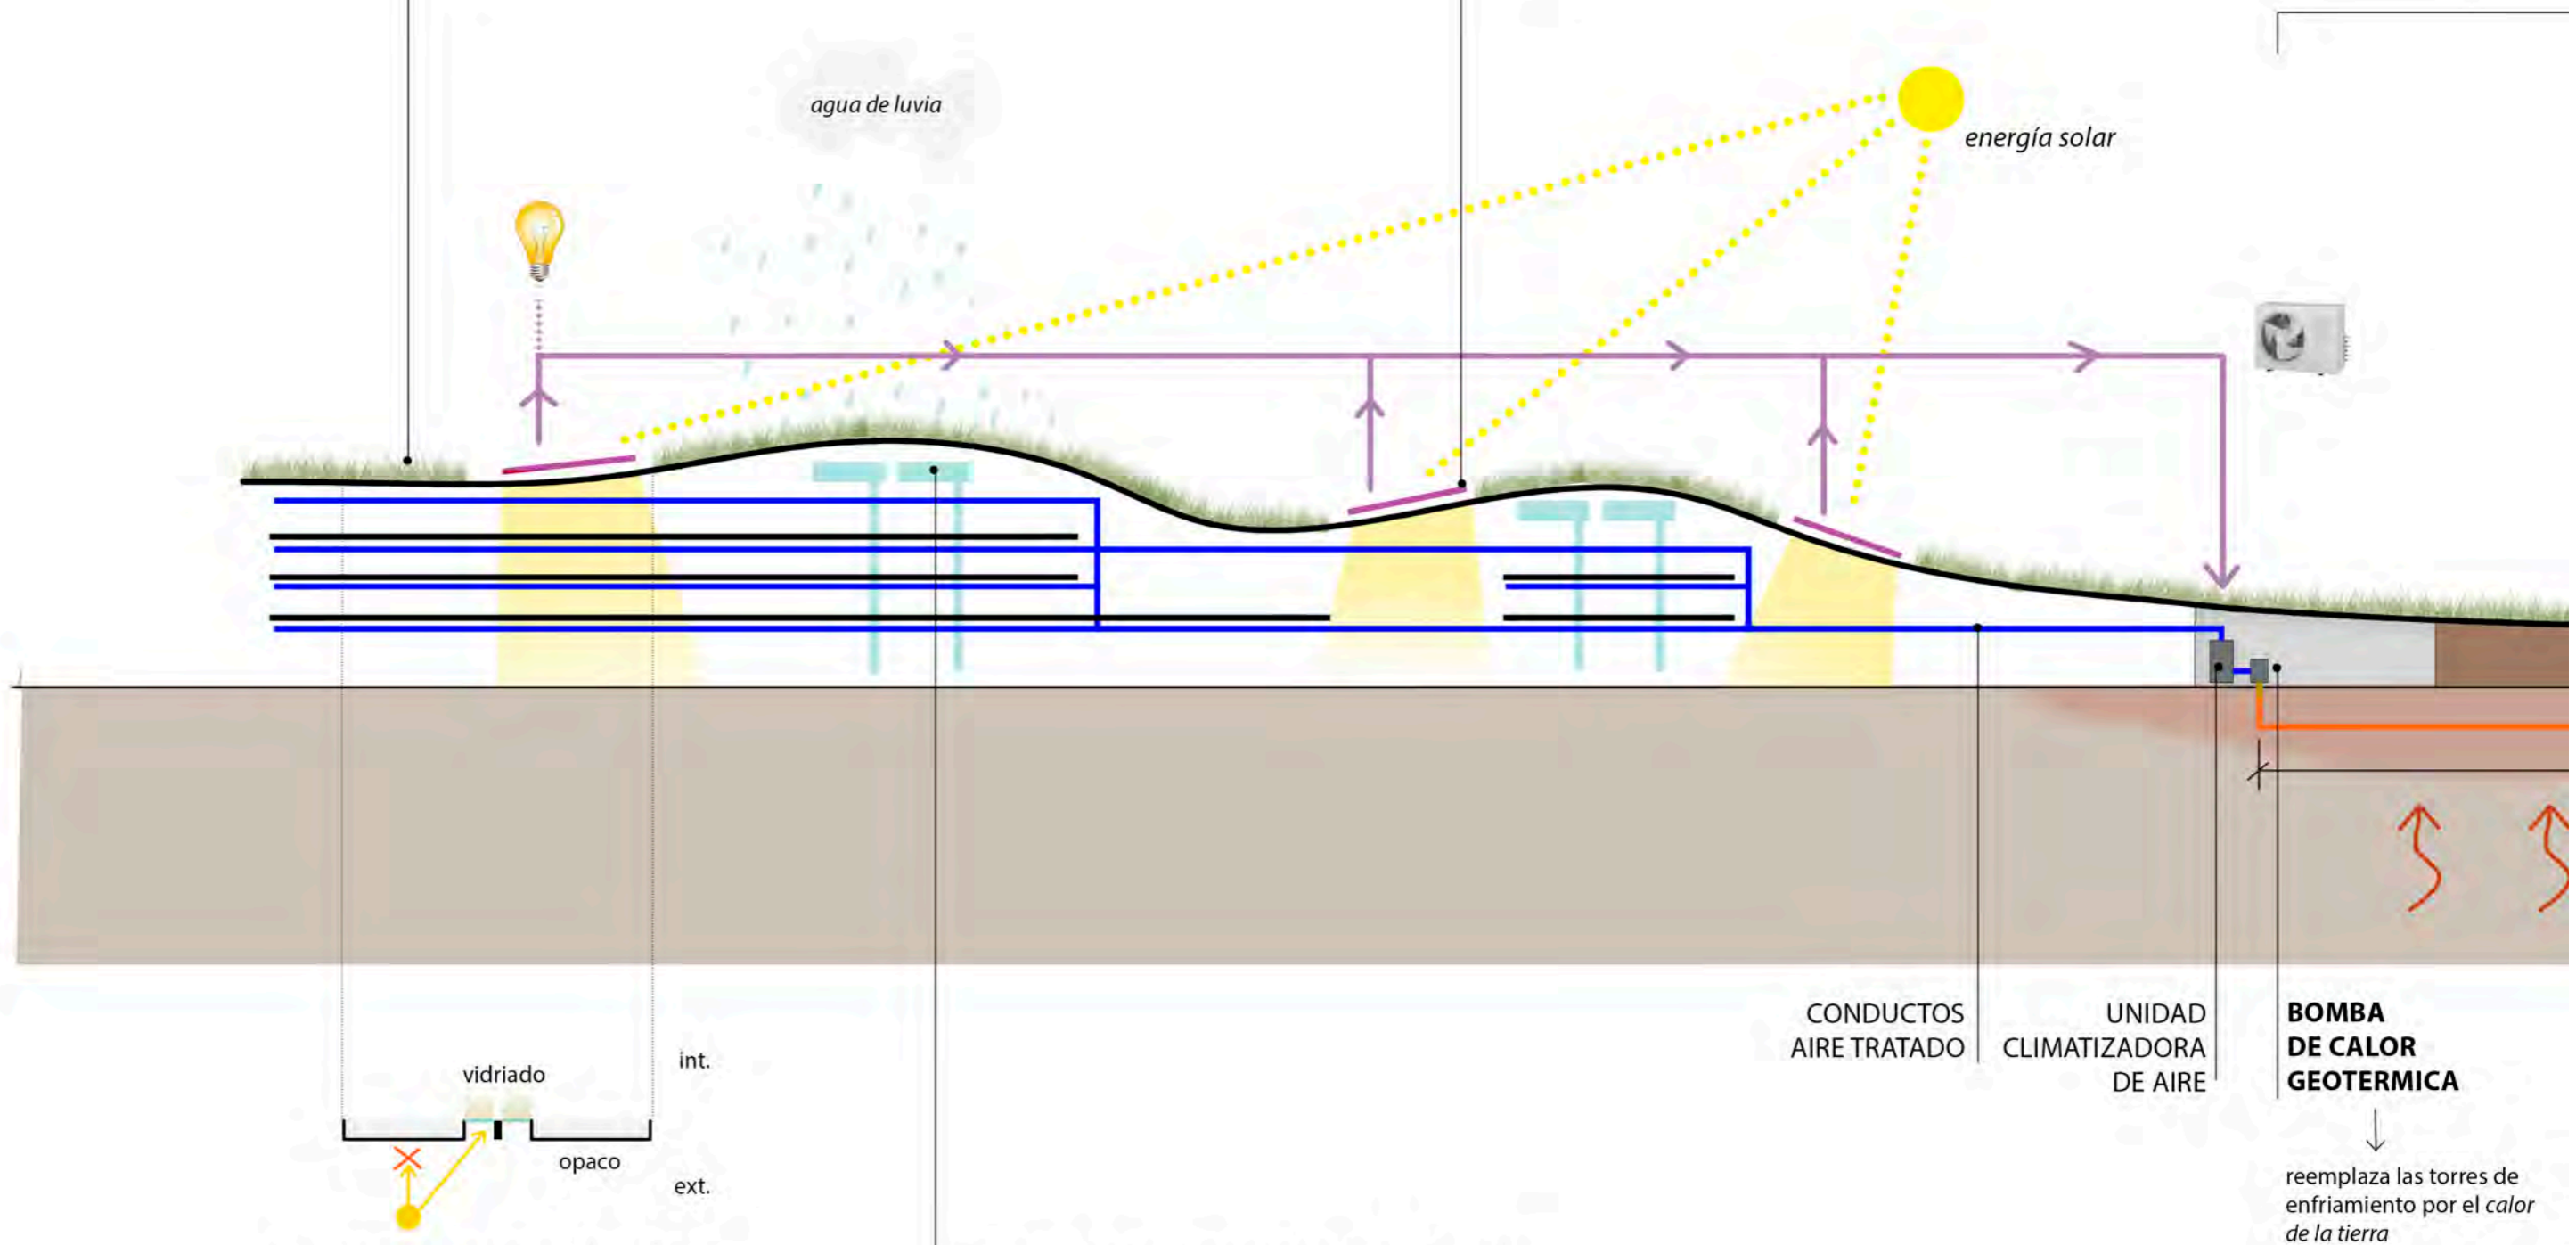 agua de luvia
energía solar
CONDUCTOS
AIRE TRATADO
UNIDAD
CLIMATIZADORA
DE AIRE
BOMBA
DE CALOR
GEOTERMICA
reemplaza las torres de
enfriamiento por el calor
de la tierra
int.
vidriado
opaco
ext.